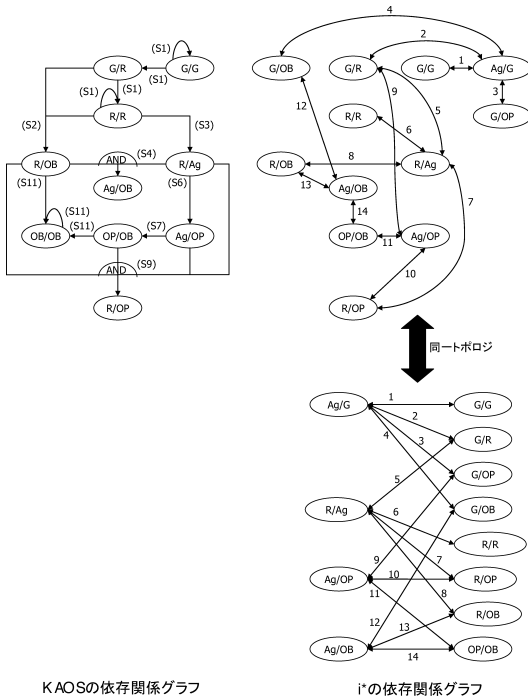 (S1)
G/R
(S1)
G/G
(S1)
(S1)
R/R
(S2)
(S3)
R/OB
AND
(S4)
R/Ag
(S11)
Ag/OB
(S6)
(S11)
OB/OB
(S11)
OP/OB
(S7)
Ag/OP
AND
(S9)
R/OP
KAOSの依存関係グラフ
4
2
G/OB
G/R
G/G
1
Ag/G
9
3
12
5
G/OP
R/R
6
R/OB
8
R/Ag
13
Ag/OB
7
14
OP/OB
11
Ag/OP
10
R/OP
同一トポロジ
Ag/G
1
G/G
2
G/R
3
4
G/OP
5
R/Ag
G/OB
6
R/R
9
7
Ag/OP
10
R/OP
11
8
12
R/OB
13
Ag/OB
14
OP/OB
i*の依存関係グラフ